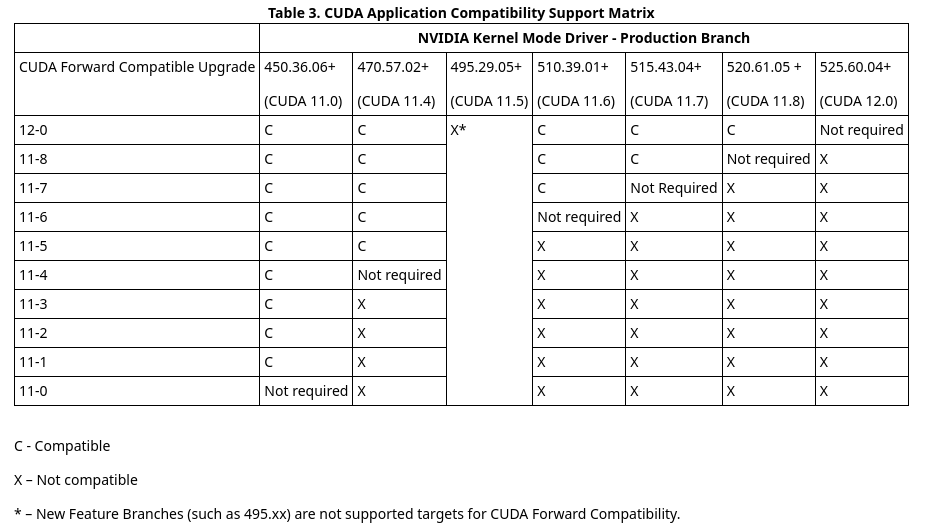 Table 3. CUDA Application Compatibility Support Matrix
NVIDIA Kernel Mode Driver - Production Branch
CUDA Forward Compatible Upgrade 450.36.06+ 470.57.02+ 495.29.05+ 510.39.01+ 515.43.04+ 520.61.05 + 525.60.04+
(CUDA 11.0) (CUDA 11.4) (CUDA 11.5) (CUDA 11.6) (CUDA 11.7) (CUDA 11.8) (CUDA 12.0)
12-0 C C X* C C C Not required
11-8 C C C C Not required X
11-7 C C C Not Required X X
11-6 C C Not required X X X
11-5 C C X X X X
11-4 C Not required X X X X
11-3 C X X X X X
11-2 C X X X X X
11-1 C X X X X X
11-0 Not required X X X X X
C - Compatible
X – Not compatible
* – New Feature Branches (such as 495.xx) are not supported targets for CUDA Forward Compatibility.